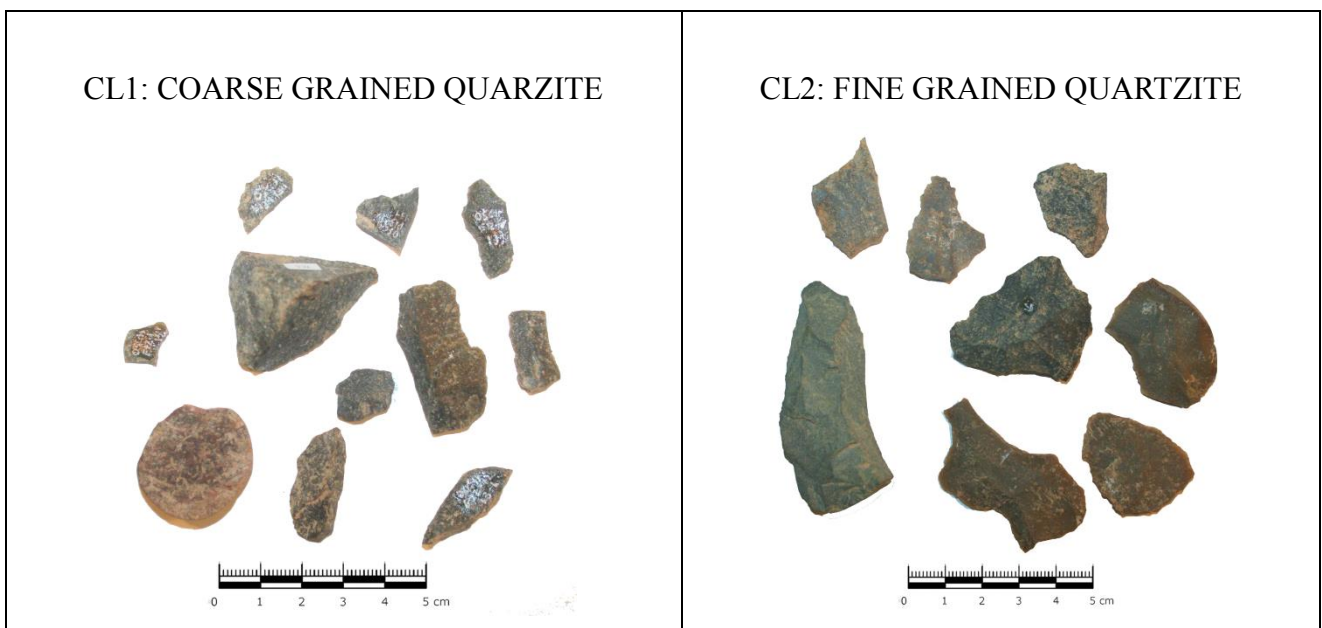 CL1: COARSE GRAINED QUARZITE
0 1 2 3 4 5 cm
CL2: FINE GRAINED QUARTZITE
0 1 2 3 4 5 cm